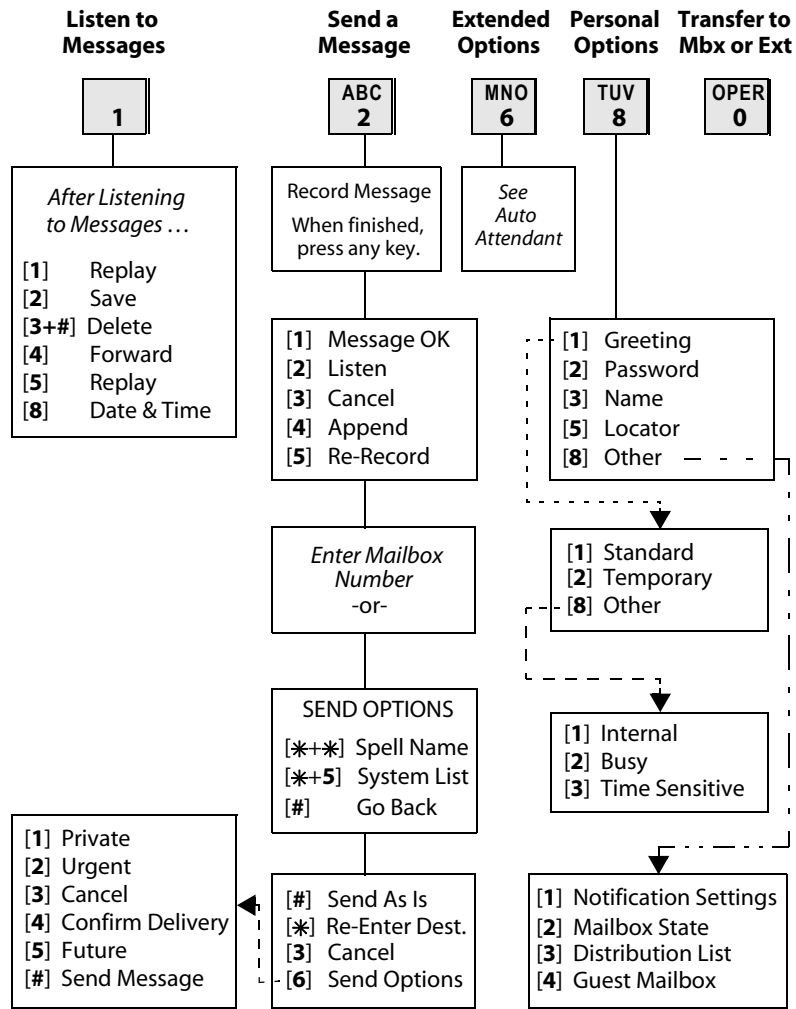 Listen to
Messages
Send a
Message
Extended
Options
Personal
Options
Transfer to
Mbx or Ext
1
ABC
2
MNO
6
TUV
8
OPER
0
After Listening
to Messages …
[1] Replay
[2] Save
[3+#] Delete
[4] Forward
[5] Replay
[8] Date & Time
Record Message
When finished,
press any key.
See
Auto
Attendant
[1] Message OK
[2] Listen
[3] Cancel
[4] Append
[5] Re-Record
[1] Greeting
[2] Password
[3] Name
[5] Locator
[8] Other
Enter Mailbox
Number
-or-
[1] Standard
[2] Temporary
[8] Other
SEND OPTIONS
[*+*] Spell Name
[*+5] System List
[#] Go Back
[1] Internal
[2] Busy
[3] Time Sensitive
[1] Private
[2] Urgent
[3] Cancel
[4] Confirm Delivery
[5] Future
[#] Send Message
[#] Send As Is
[*] Re-Enter Dest.
[3] Cancel
[6] Send Options
[1] Notification Settings
[2] Mailbox State
[3] Distribution List
[4] Guest Mailbox